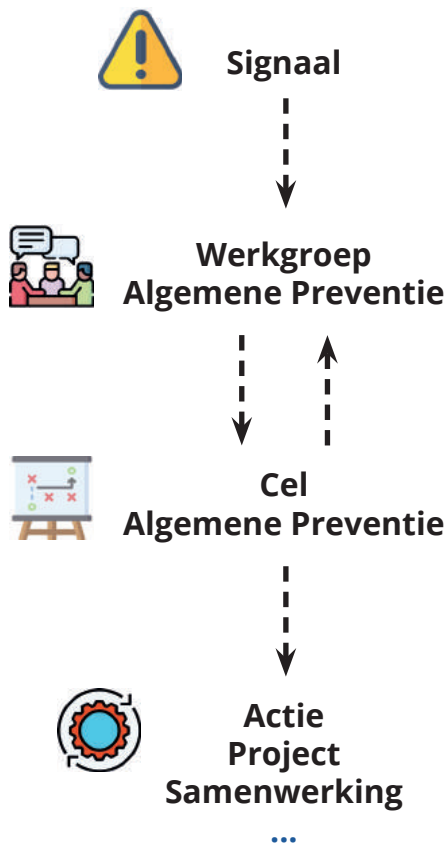 Signaal
Werkgroep
Algemene Preventie
Cel
Algemene Preventie
Actie
Project
Samenwerking
...